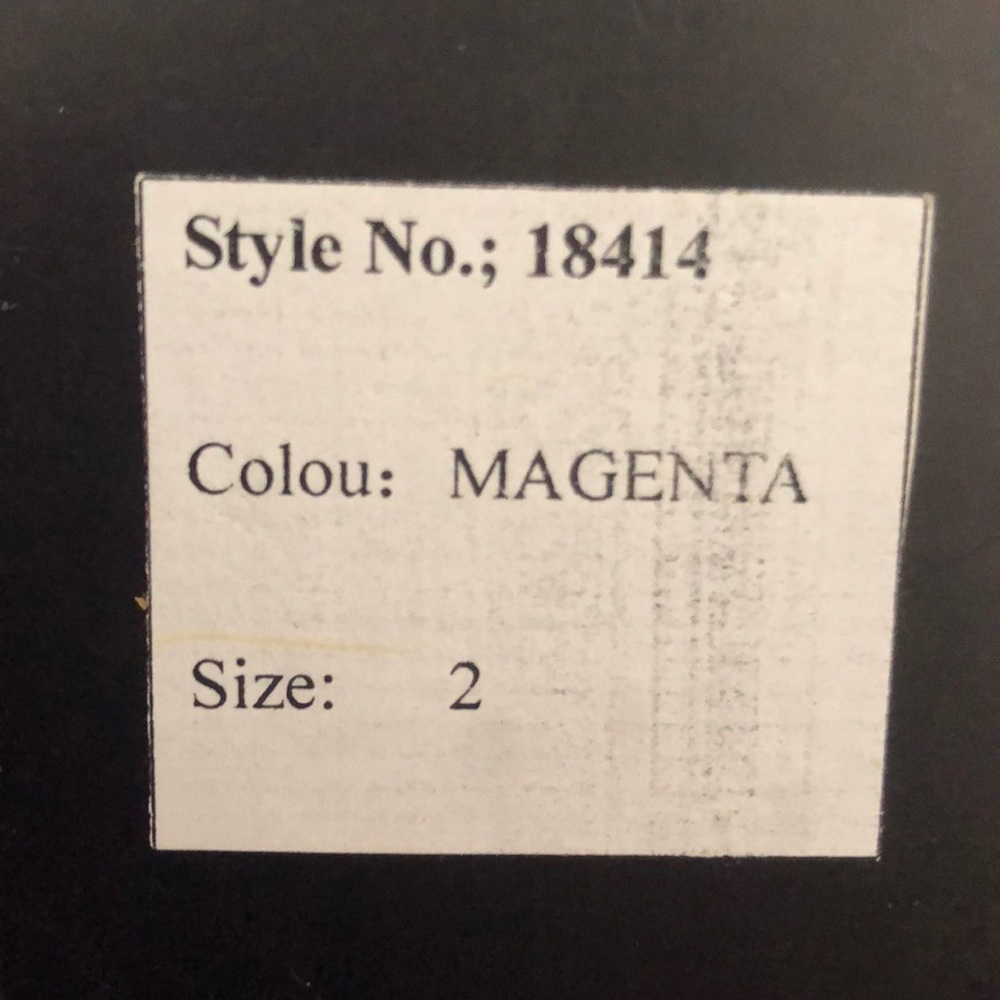 Style No.; 18414
Colou: MAGENTA
Size: 2